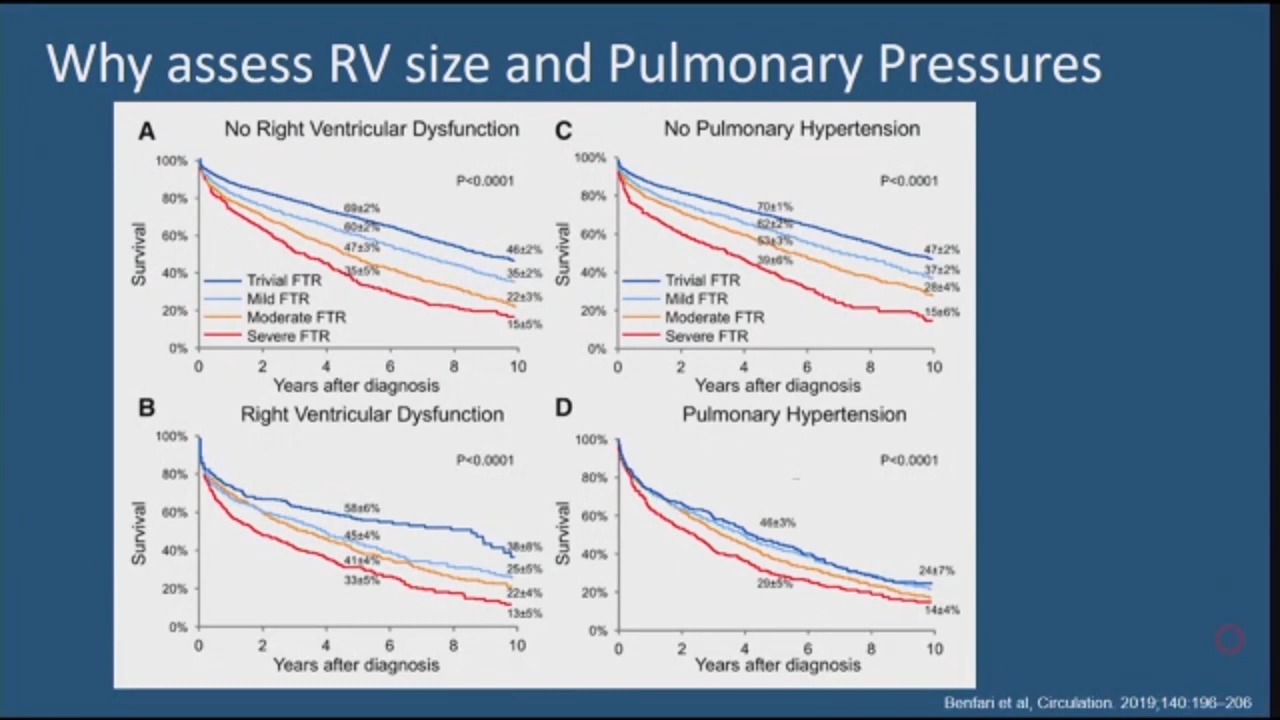 Why assess RV size and Pulmonary Pressures
A
No Right Ventricular Dysfunction
100%
80%
60%
40%
20%
0%
Survival
P<0.0001
69±2%
60±2%
47±3%
35±5%
46±2%
35±2%
22±3%
15±5%
Trivial FTR
Mild FTR
Moderate FTR
Severe FTR
0 2 4 6 8 10
Years after diagnosis
C
No Pulmonary Hypertension
100%
80%
60%
40%
20%
0%
Survival
P<0.0001
70±1%
62±2%
53±3%
39±6%
47±2%
37±2%
28±4%
15±6%
Trivial FTR
Mild FTR
Moderate FTR
Severe FTR
0 2 4 6 8 10
Years after diagnosis
B
Right Ventricular Dysfunction
100%
80%
60%
40%
20%
0%
Survival
P<0.0001
58±6%
45±4%
41±4%
33±5%
38±8%
25±5%
22±4%
13±5%
0 2 4 6 8 10
Years after diagnosis
D
Pulmonary Hypertension
100%
80%
60%
40%
20%
0%
Survival
P<0.0001
46±3%
29±5%
24±7%
14±4%
0 2 4 6 8 10
Years after diagnosis
Benfari et al, Circulation. 2019;140:196–206